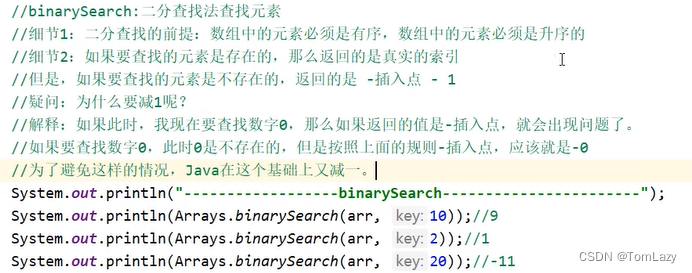 //binarySearch:二分查找法查找元素
//细节1：二分查找的前提：数组中的元素必须是有序，数组中的元素必须是升序的
//细节2：如果要查找的元素是存在的，那么返回的是真实的索引
//但是，如果要查找的元素是不存在的，返回的是 -插入点 - 1
//疑问：为什么要减1呢？
//解释：如果此时，我现在要查找数字0，那么如果返回的值是-插入点，就会出现问题了。
//如果要查找数字0，此时0是不存在的，但是按照上面的规则-插入点，应该就是-0
//为了避免这样的情况，Java在这个基础上又减一。
System.out.println("------------------binarySearch-----------------------");
System.out.println(Arrays.binarySearch(arr, key: 10));//9
System.out.println(Arrays.binarySearch(arr, key: 2));//1
System.out.println(Arrays.binarySearch(arr, key: 20));//-11
CSDN @TomLazy